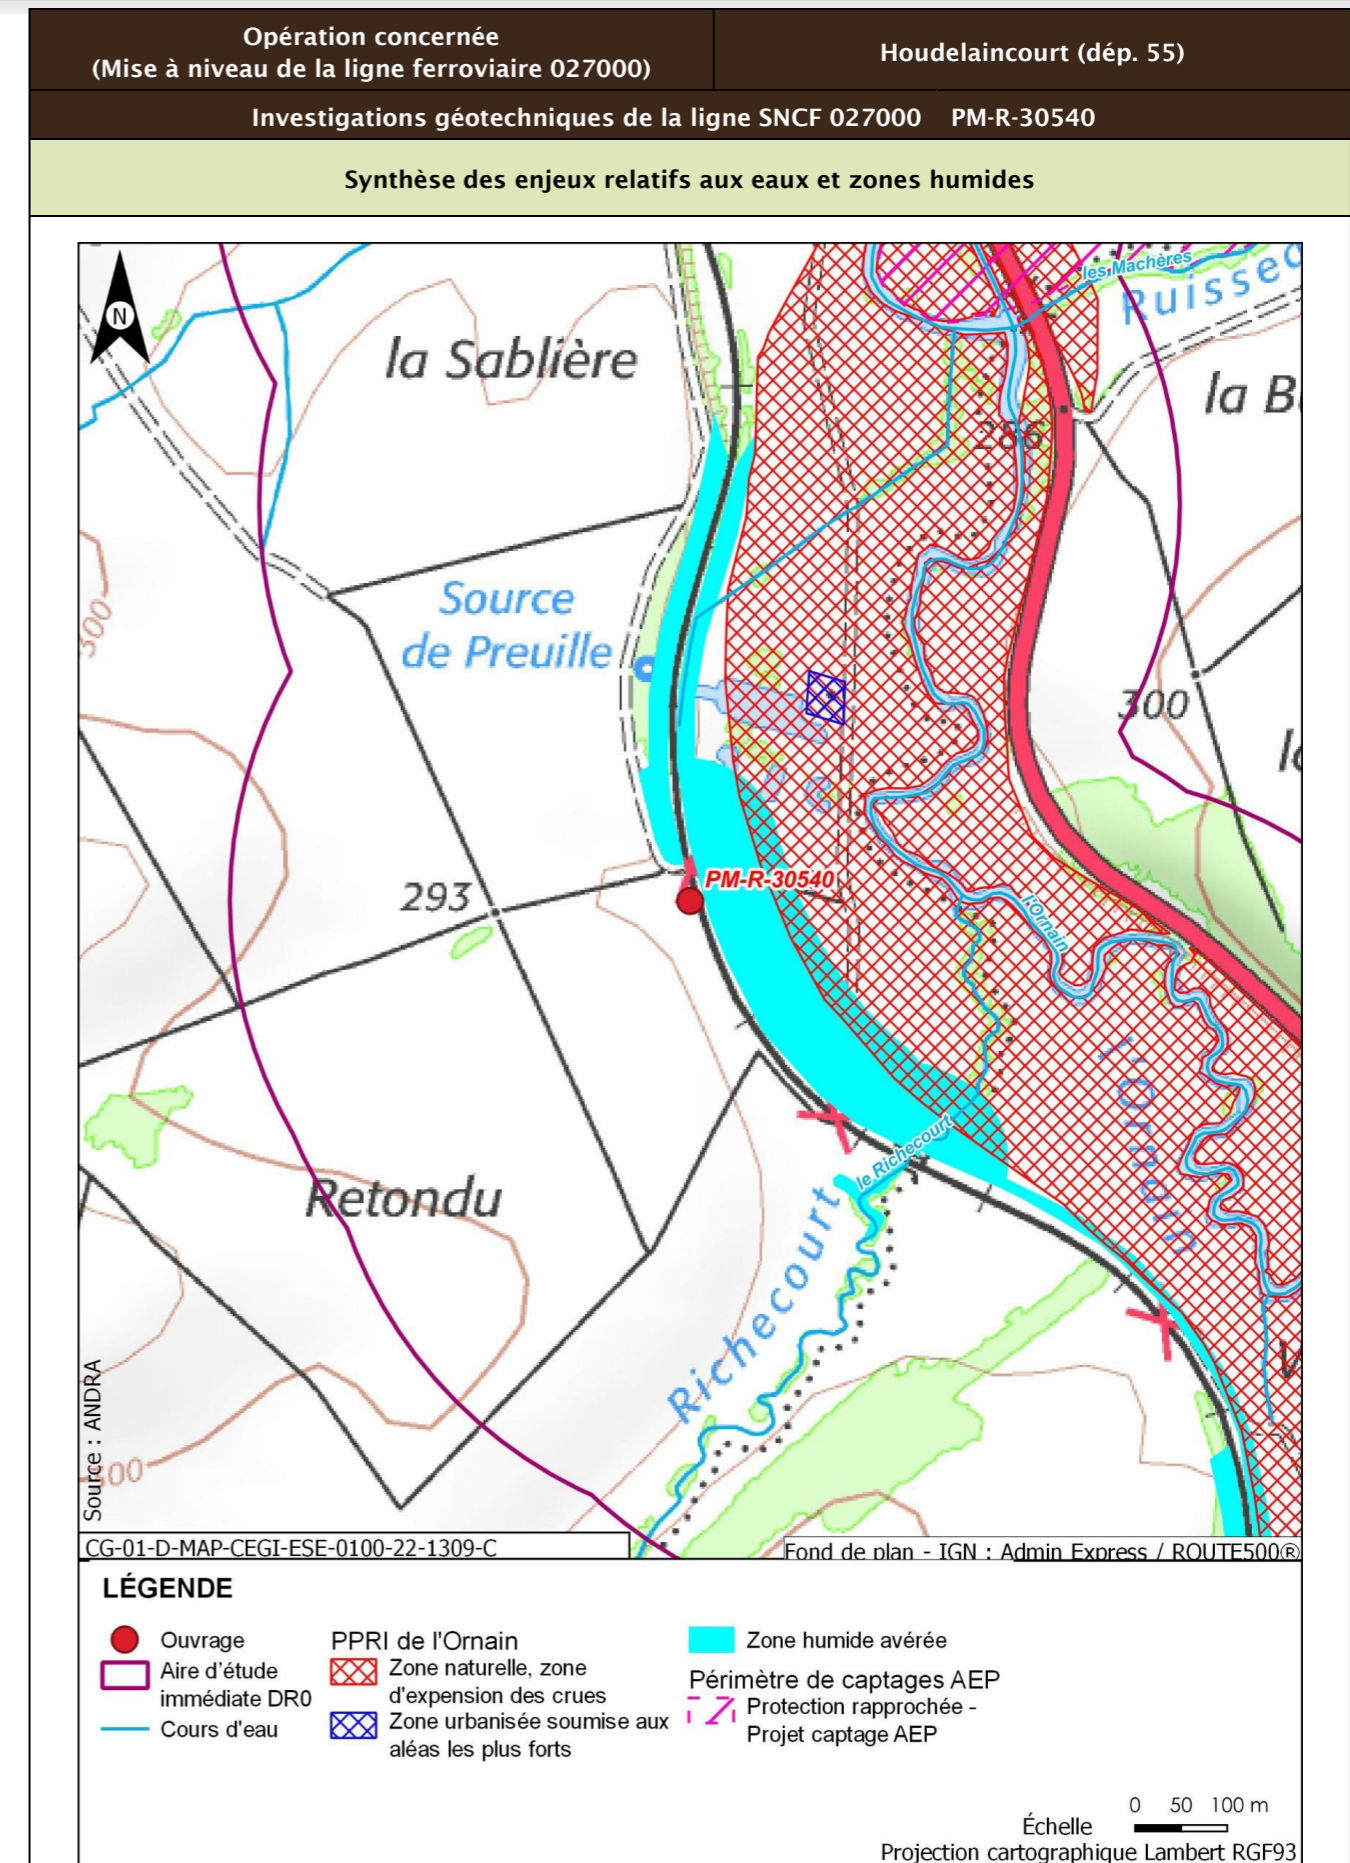 Opération concernée
(Mise à niveau de la ligne ferroviaire 027000)
Houdelaincourt (dép. 55)
Investigations géotechniques de la ligne SNCF 027000 PM-R-30540
Synthèse des enjeux relatifs aux eaux et zones humides
N
les Machères
Ruissec
la Sablière
la B
286
Source
de Preuille
300
300
293
PM-R-30540
l'Ornain
l'Ornain
le Richecourt
Retondu
Richecourt
Source : ANDRA
CG-01-D-MAP-CEGI-ESE-0100-22-1309-C
Fond de plan - IGN : Admin Express / ROUTE500®
LÉGENDE
Ouvrage
Aire d'étude
immédiate DR0
Cours d'eau
PPRI de l'Ornain
Zone naturelle, zone
d'expension des crues
Zone urbanisée soumise aux
aléas les plus forts
Zone humide avérée
Périmètre de captages AEP
Protection rapprochée -
Projet captage AEP
0 50 100 m
Échelle
Projection cartographique Lambert RGF93